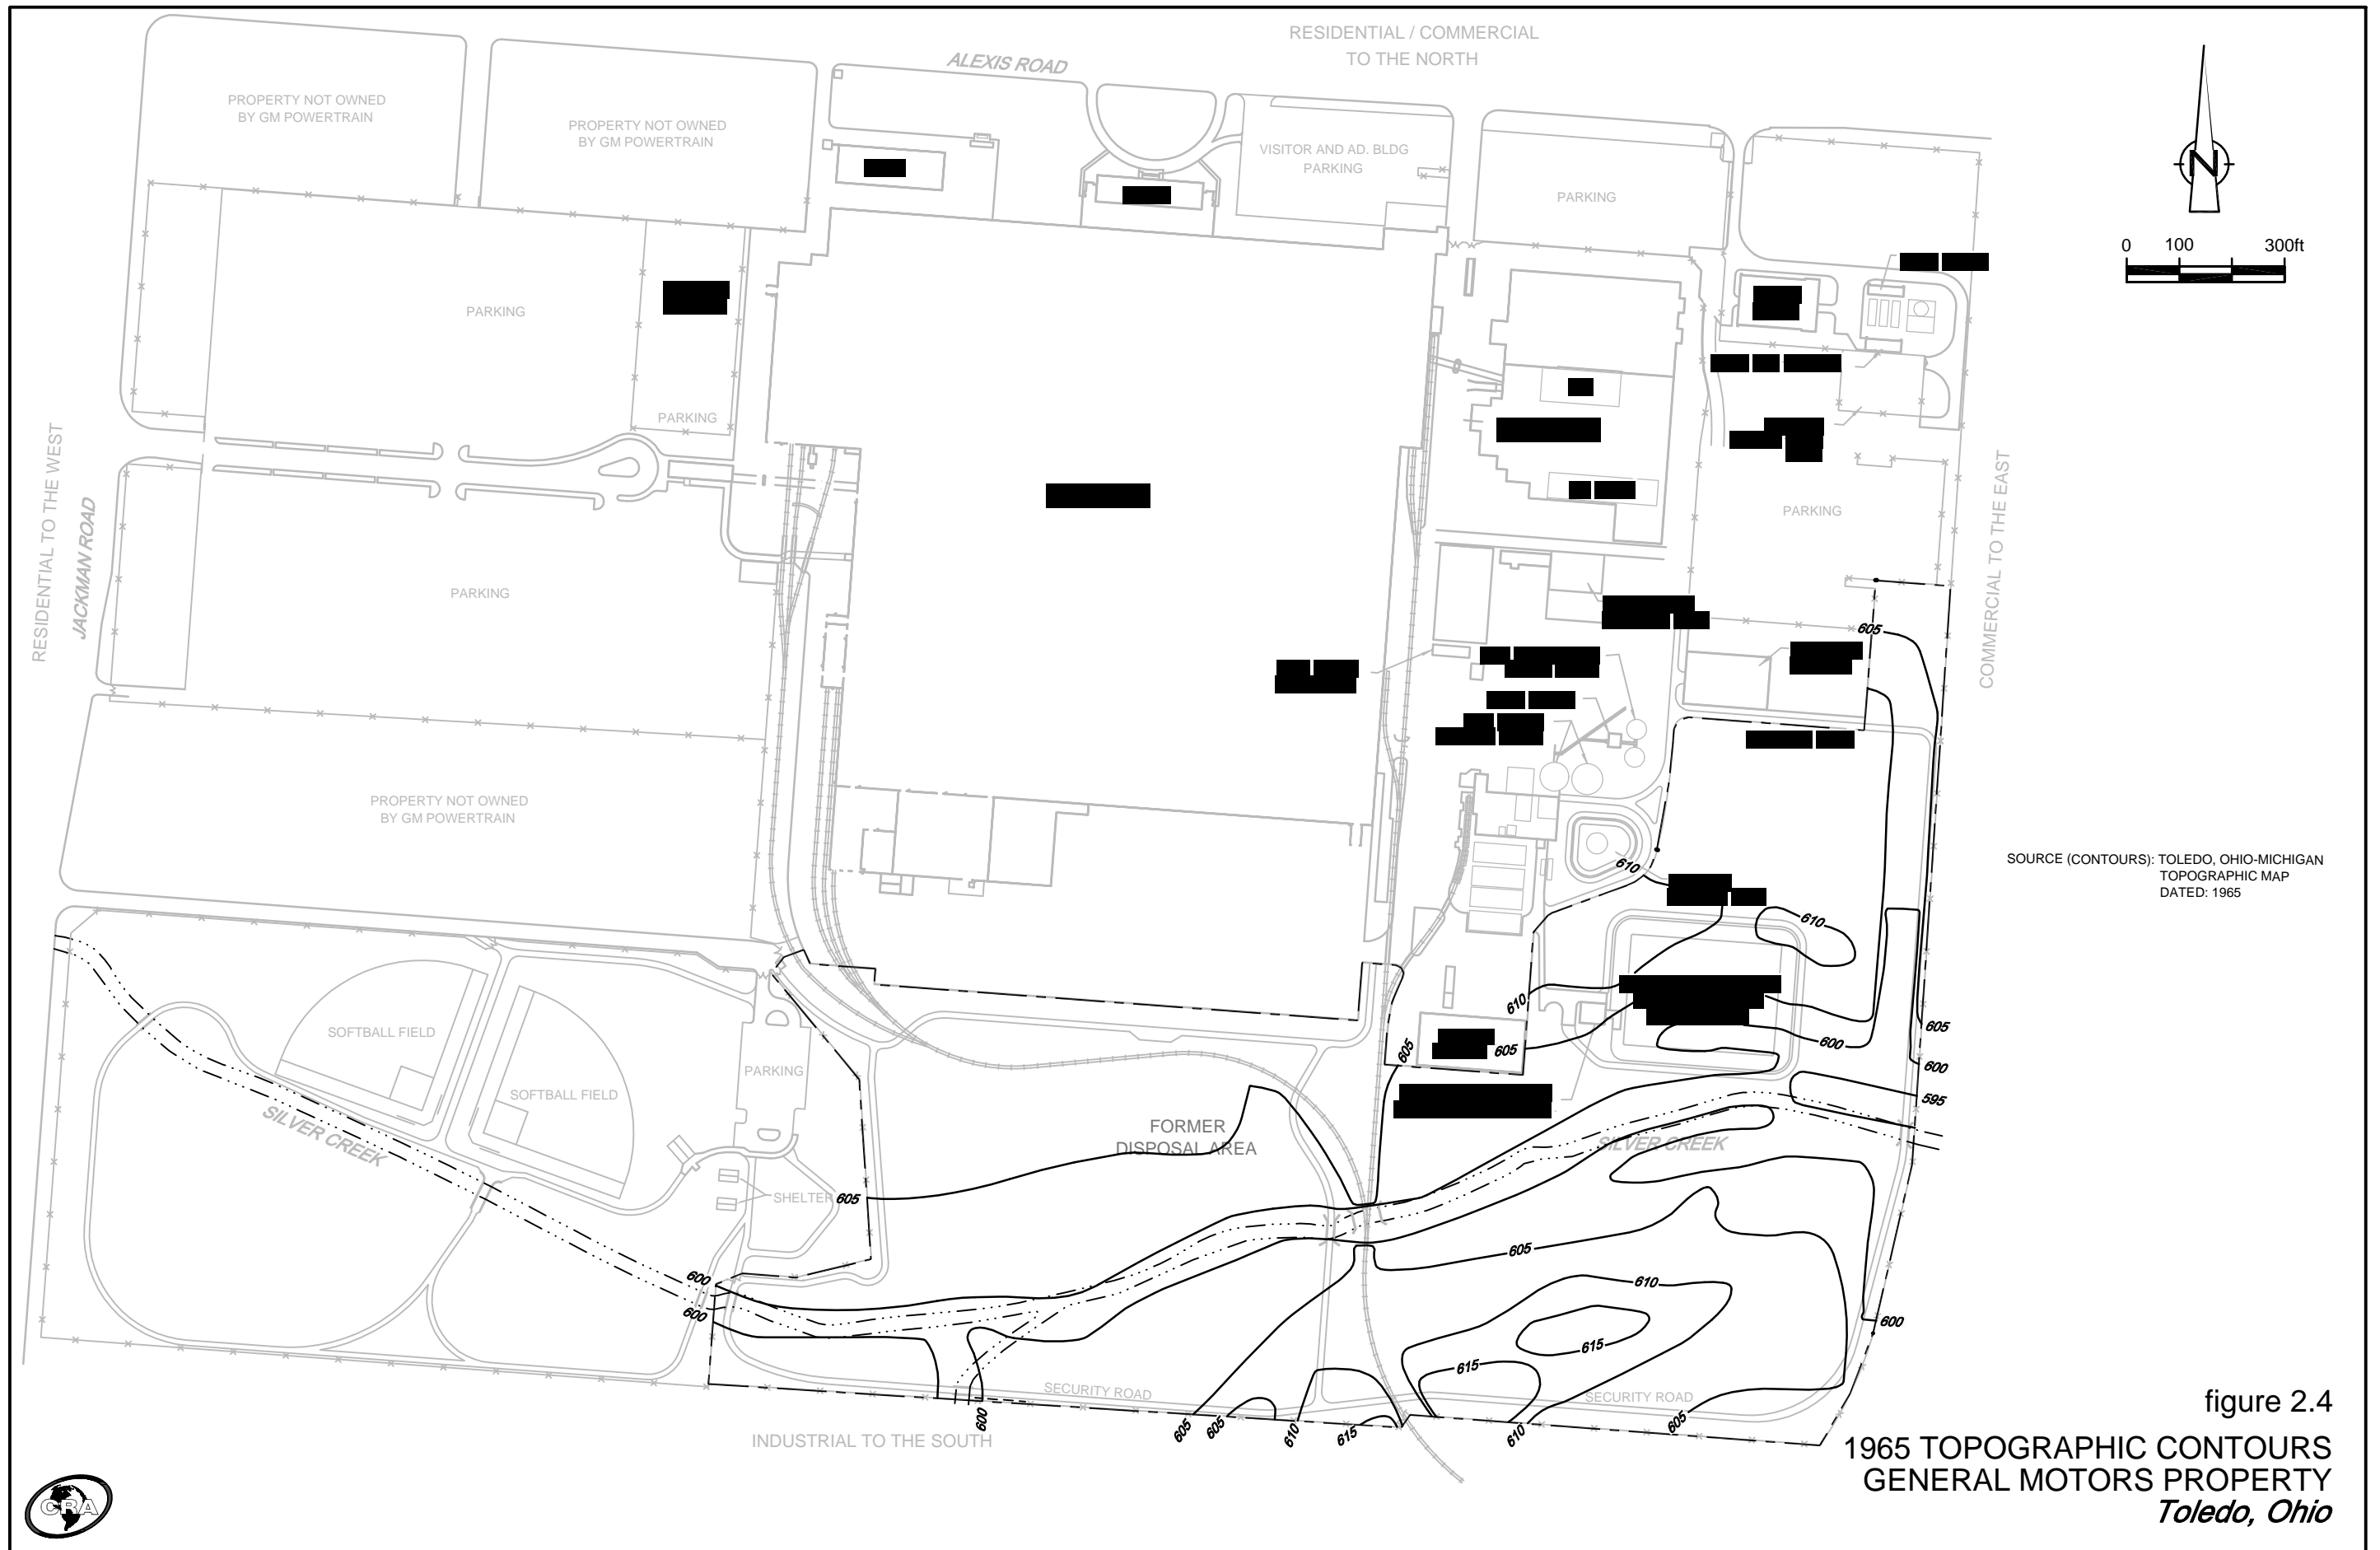 RESIDENTIAL / COMMERCIAL
TO THE NORTH
ALEXIS ROAD
PROPERTY NOT OWNED
BY GM POWERTRAIN
PROPERTY NOT OWNED
BY GM POWERTRAIN
VISITOR AND AD. BLDG
PARKING
PARKING
N
0 100 300ft
PARKING
PARKING
RESIDENTIAL TO THE WEST
JACKMAN ROAD
PARKING
COMMERCIAL TO THE EAST
PARKING
605
PROPERTY NOT OWNED
BY GM POWERTRAIN
SOURCE (CONTOURS): TOLEDO, OHIO-MICHIGAN
TOPOGRAPHIC MAP
DATED: 1965
610
610
610
SOFTBALL FIELD
605
605
605
600
600
PARKING
SOFTBALL FIELD
595
SILVER CREEK
FORMER
DISPOSAL AREA
SILVER CREEK
SHELTER
605
605
600
600
610
600
615
615
SECURITY ROAD
SECURITY ROAD
600
605
605
610
615
610
605
INDUSTRIAL TO THE SOUTH
figure 2.4
1965 TOPOGRAPHIC CONTOURS
GENERAL MOTORS PROPERTY
Toledo, Ohio
CRA